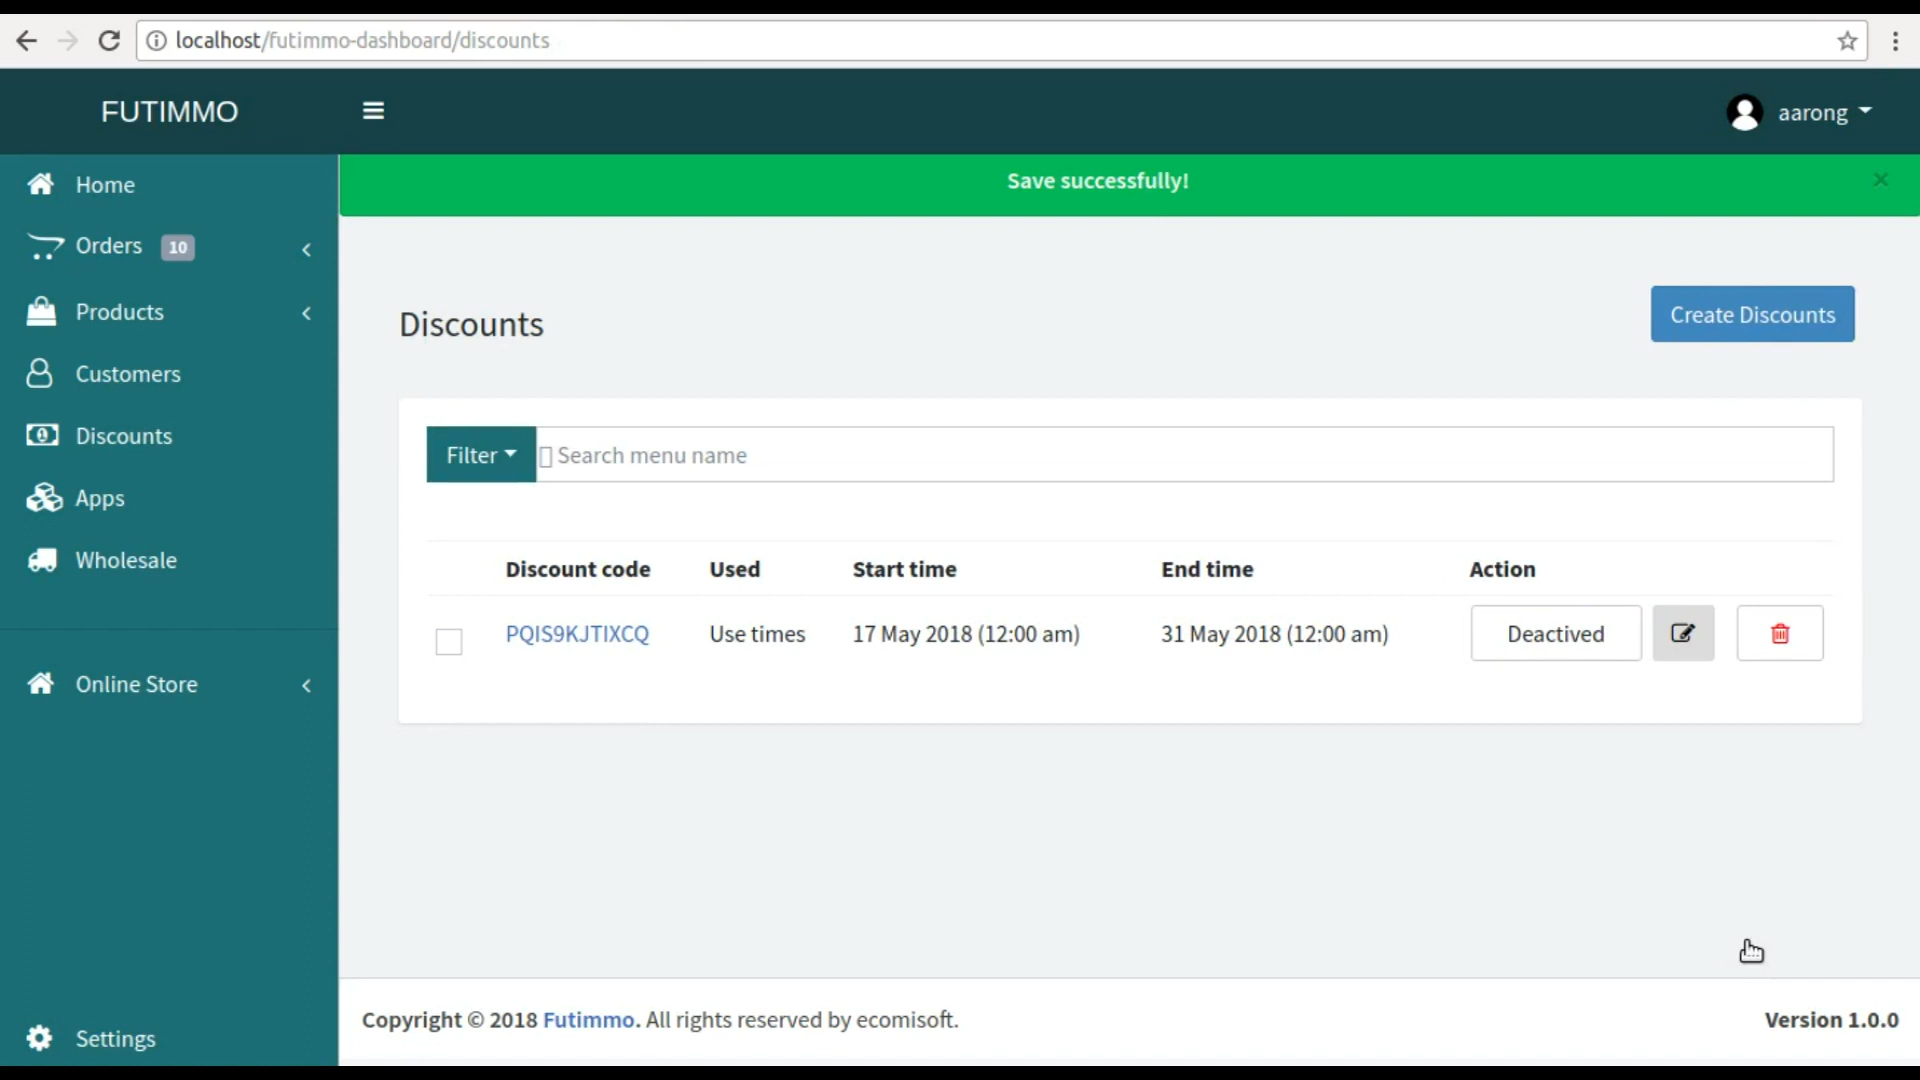 localhost/futimmo-dashboard/discounts
FUTIMMO
aarong
Home
Save successfully!
×
Orders 10
Products
Customers
Discounts
Apps
Wholesale
Online Store
Settings
Discounts
Create Discounts
Filter
Search menu name
Discount code Used Start time End time Action
PQIS9KJTIXCQ Use times 17 May 2018 (12:00 am) 31 May 2018 (12:00 am) Deactived
Copyright © 2018 Futimmo. All rights reserved by ecomisoft.
Version 1.0.0